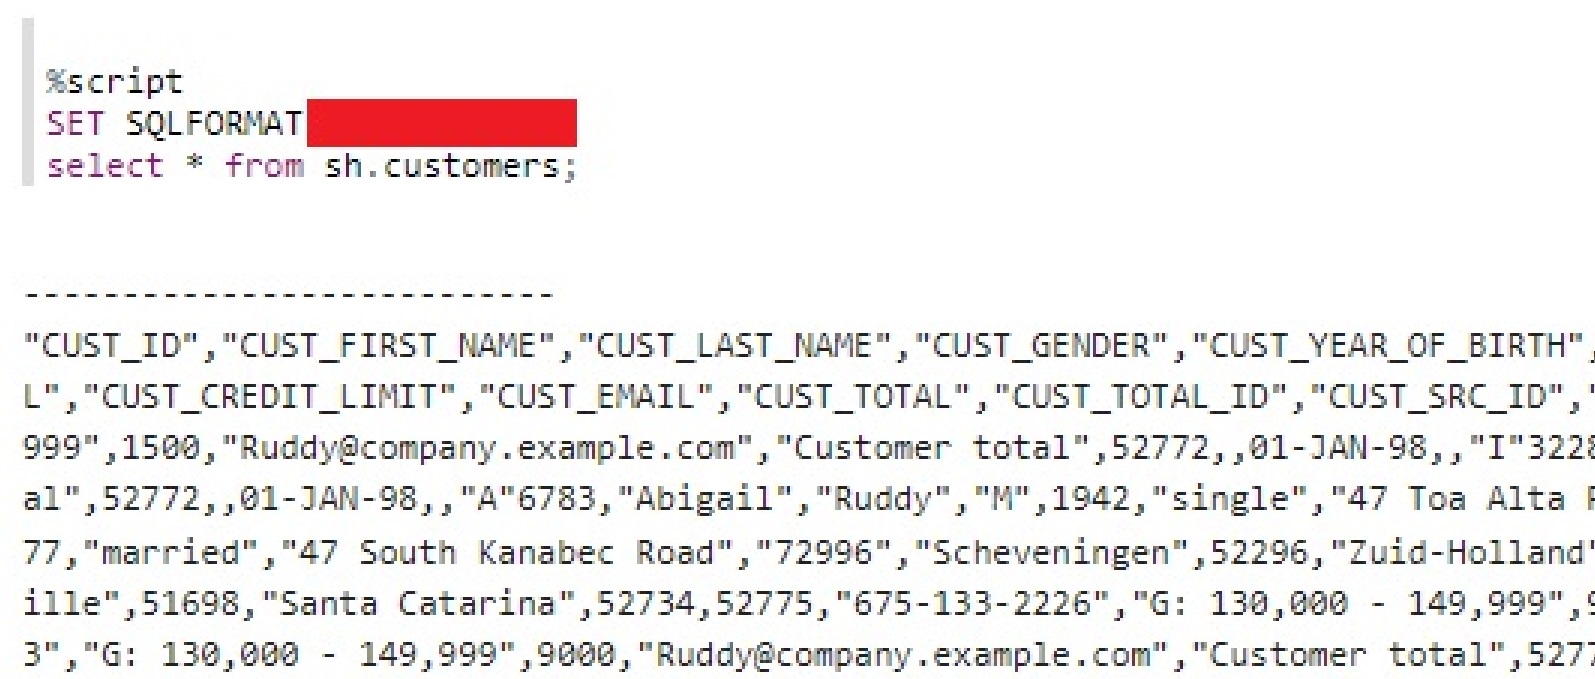 %script
SET SQLFORMAT
select * from sh.customers;
---------------------------
"CUST_ID","CUST_FIRST_NAME","CUST_LAST_NAME","CUST_GENDER","CUST_YEAR_OF_BIRTH",
L","CUST_CREDIT_LIMIT","CUST_EMAIL","CUST_TOTAL","CUST_TOTAL_ID","CUST_SRC_ID","
999",1500,"Ruddy@company.example.com","Customer total",52772,,01-JAN-98,,"I"3228
al",52772,,01-JAN-98,,"A"6783,"Abigail","Ruddy","M",1942,"single","47 Toa Alta
77,"married","47 South Kanabec Road","72996","Scheveningen",52296,"Zuid-Holland"
ille",51698,"Santa Catarina",52734,52775,"675-133-2226","G: 130,000 - 149,999",9
3","G: 130,000 - 149,999",9000,"Ruddy@company.example.com","Customer total",5277